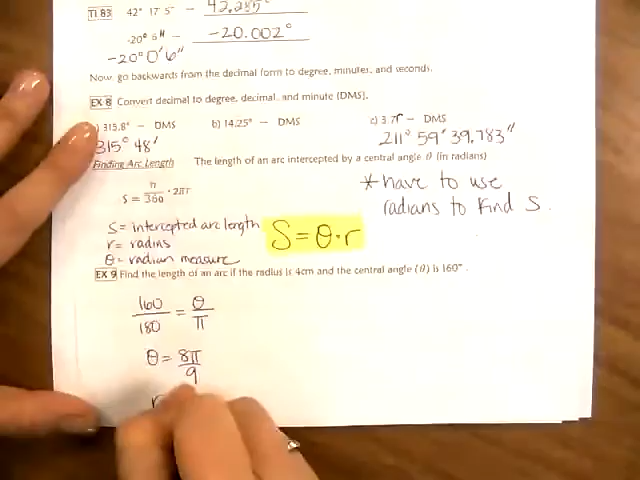 TI 83 42° 17' 5" – 42.285°
-20° 6" – -20.002°
-20° 0' 6"
Now, go backwards from the decimal form to degree, minutes, and seconds.
EX 8 Convert decimal to degree, decimal, and minute (DMS).
) 315.8° – DMS b) 14.25° – DMS c) 3.7r – DMS
315° 48' 211° 59' 39.783"
Finding Arc Length The length of an arc intercepted by a central angle θ (in radians)
S = n/360 · 2πr
* have to use
radians to find S.
S = intercepted arc length
r = radius
θ = radian measure
S = θ·r
EX 9 Find the length of an arc if the radius is 4cm and the central angle (θ) is 160°.
160/180 = θ/π
θ = 8π/9
r